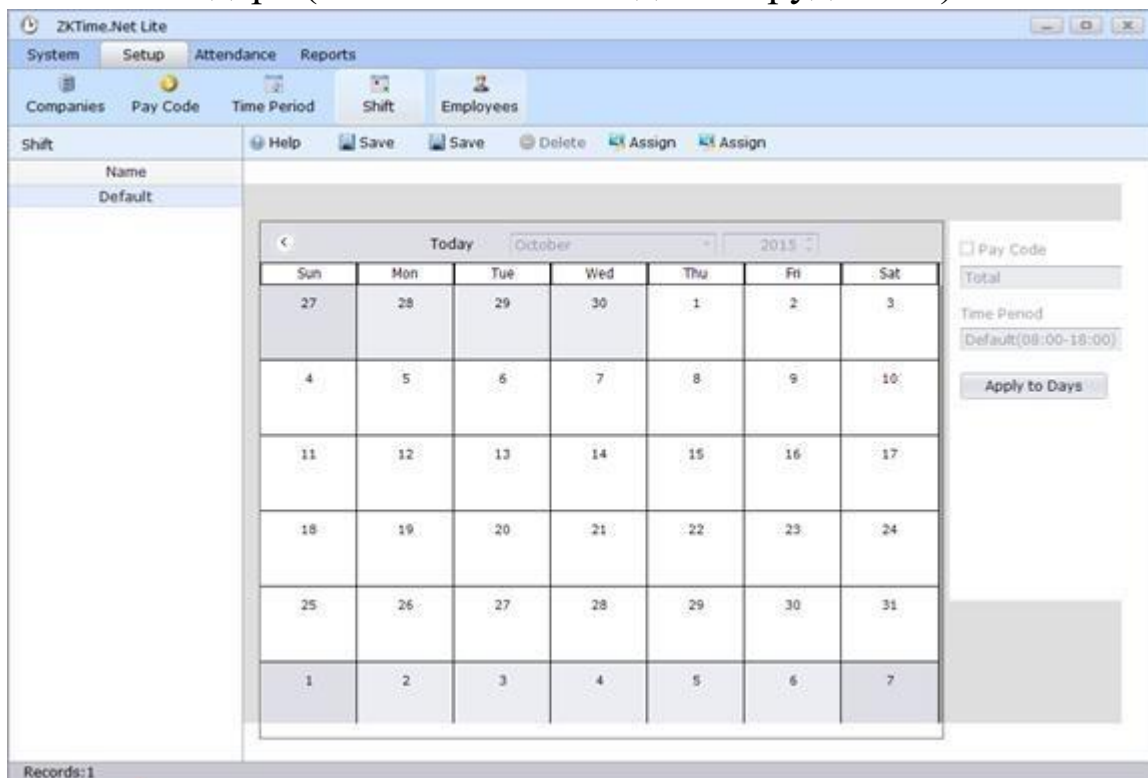 ZKTime.Net Lite
System Setup Attendance Reports
Companies Pay Code Time Period Shift Employees
Shift Help Save Save Delete Assign Assign
Name
Default
Today October 2015
Sun Mon Tue Wed Thu Fri Sat
27 28 29 30 1 2 3
4 5 6 7 8 9 10
11 12 13 14 15 16 17
18 19 20 21 22 23 24
25 26 27 28 29 30 31
1 2 3 4 5 6 7
Pay Code
Total
Time Period
Default(08:00-18:00)
Apply to Days
Records:1